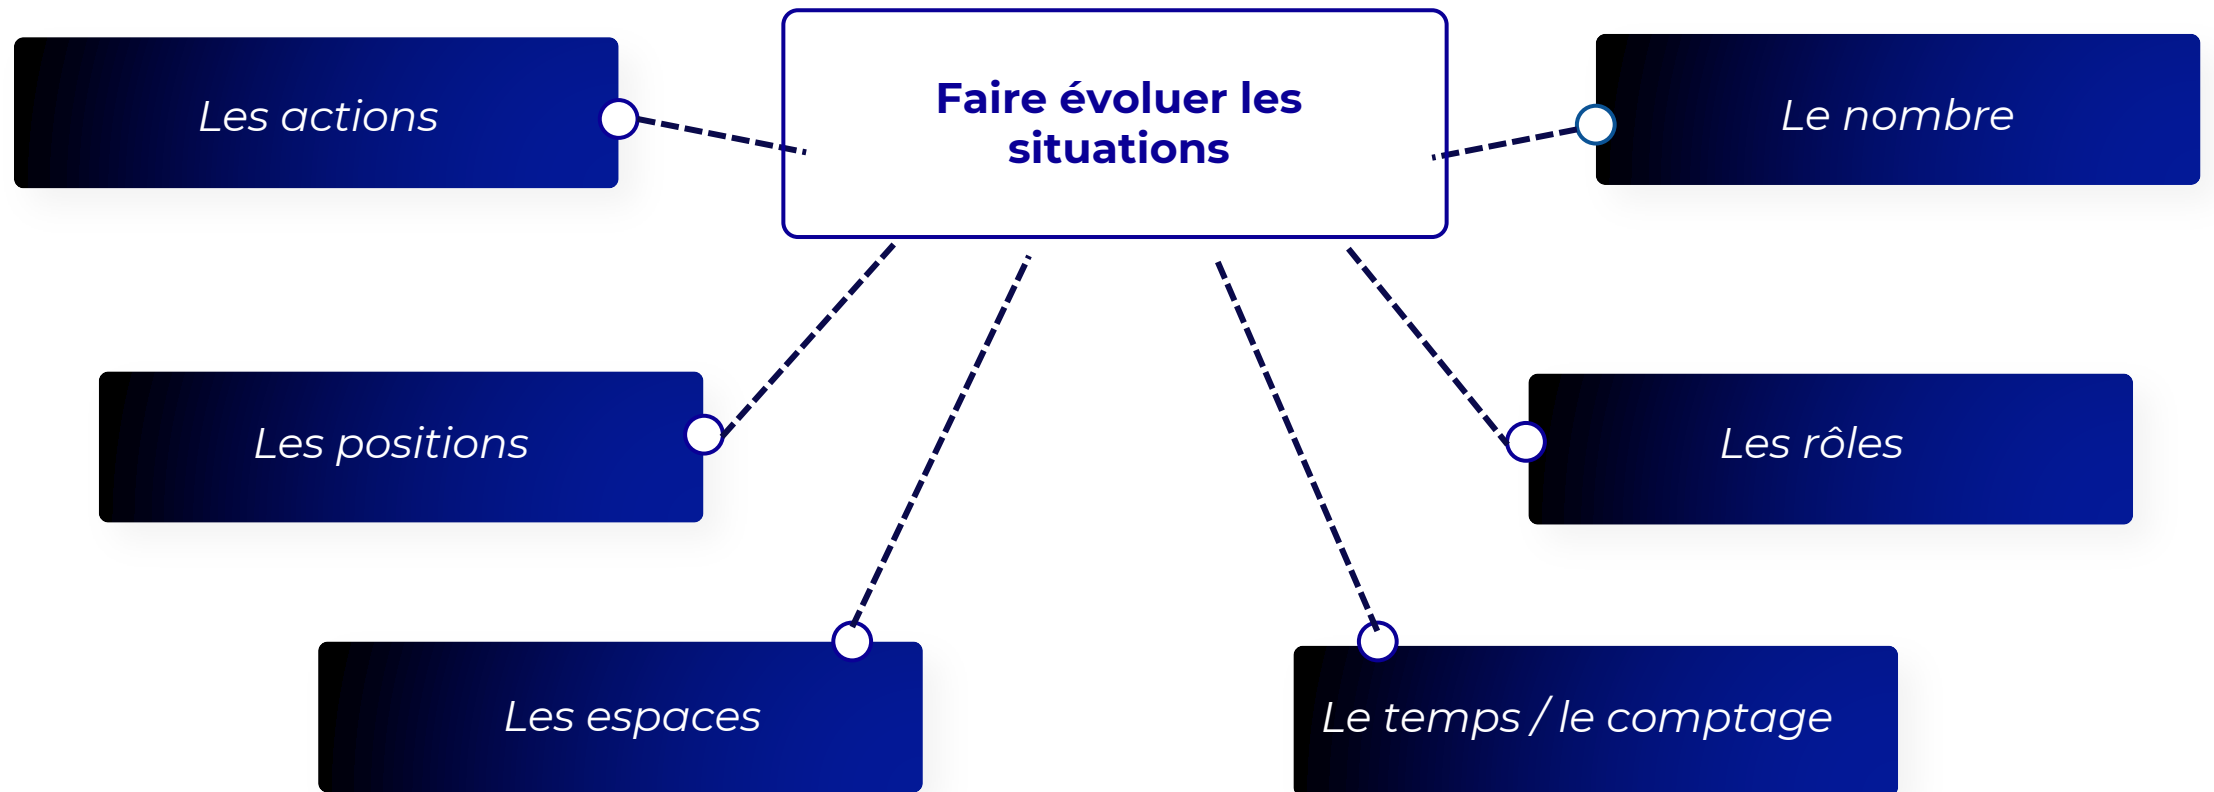 Faire évoluer les
situations
Les actions
Le nombre
Les positions
Les rôles
Les espaces
Le temps / le comptage